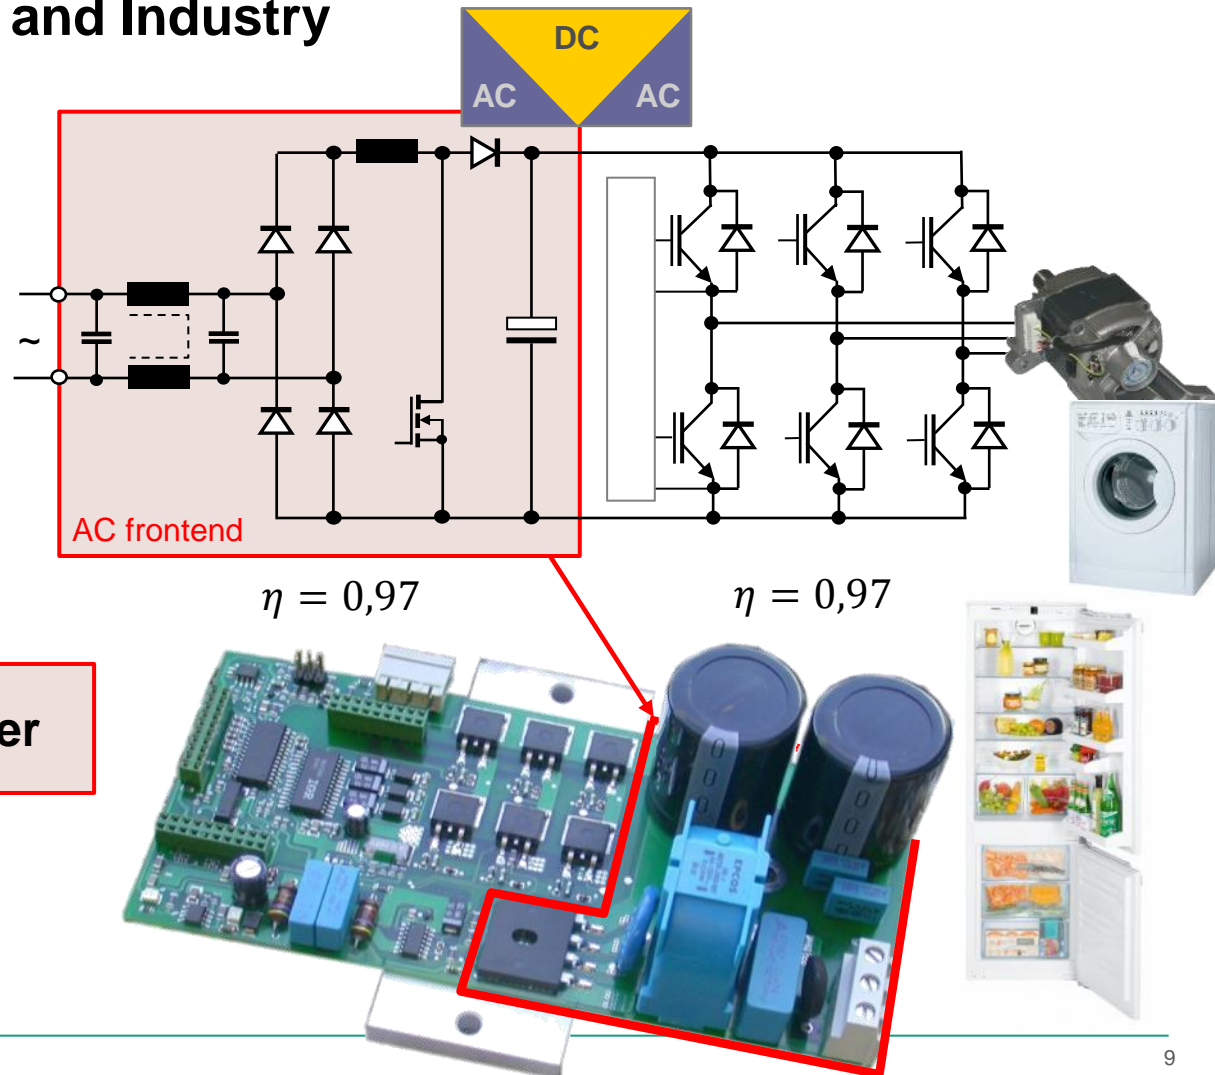 and Industry
DC
AC
AC
~
AC frontend
η = 0,97
η = 0,97
er
EPCOS
9